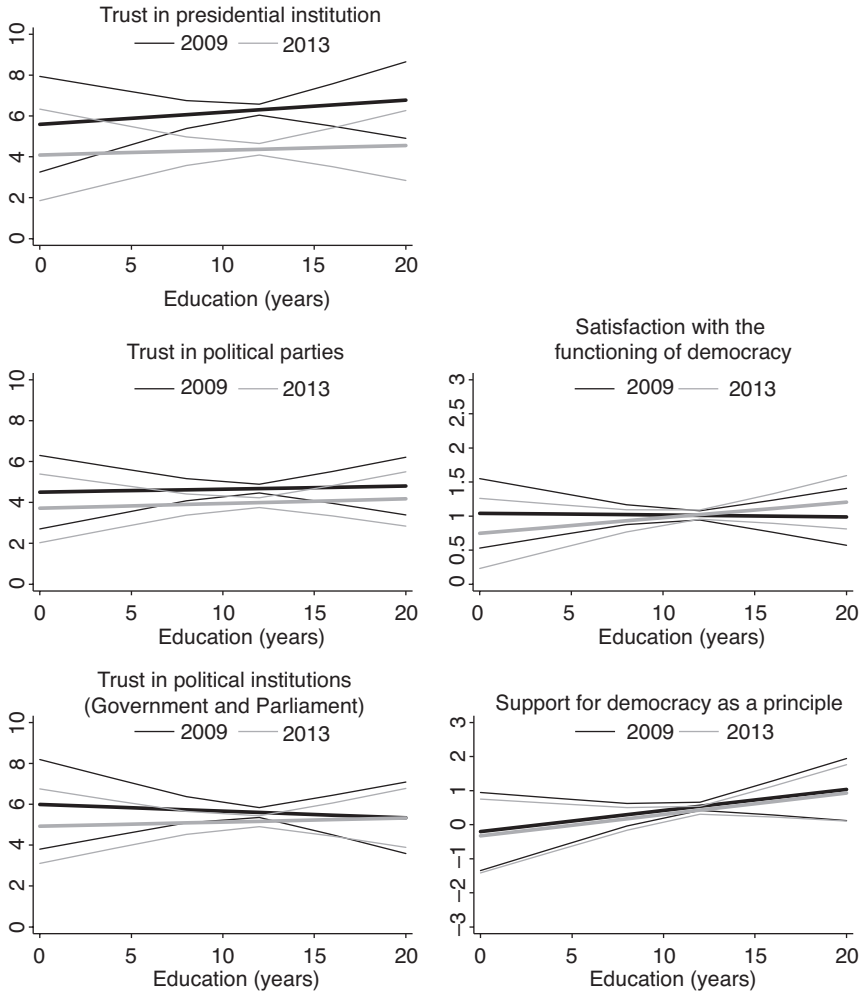 Trust in presidential institution
2009 2013
10
8
6
4
2
0
0 5 10 15 20
Education (years)
Trust in political parties
2009 2013
10
8
6
4
2
0
0 5 10 15 20
Education (years)
Satisfaction with the
functioning of democracy
2009 2013
3
2.5
2
1.5
1
0.5
0
0 5 10 15 20
Education (years)
Trust in political institutions
(Government and Parliament)
2009 2013
10
8
6
4
2
0
0 5 10 15 20
Education (years)
Support for democracy as a principle
2009 2013
3
2
1
0
−1
−2
−3
0 5 10 15 20
Education (years)